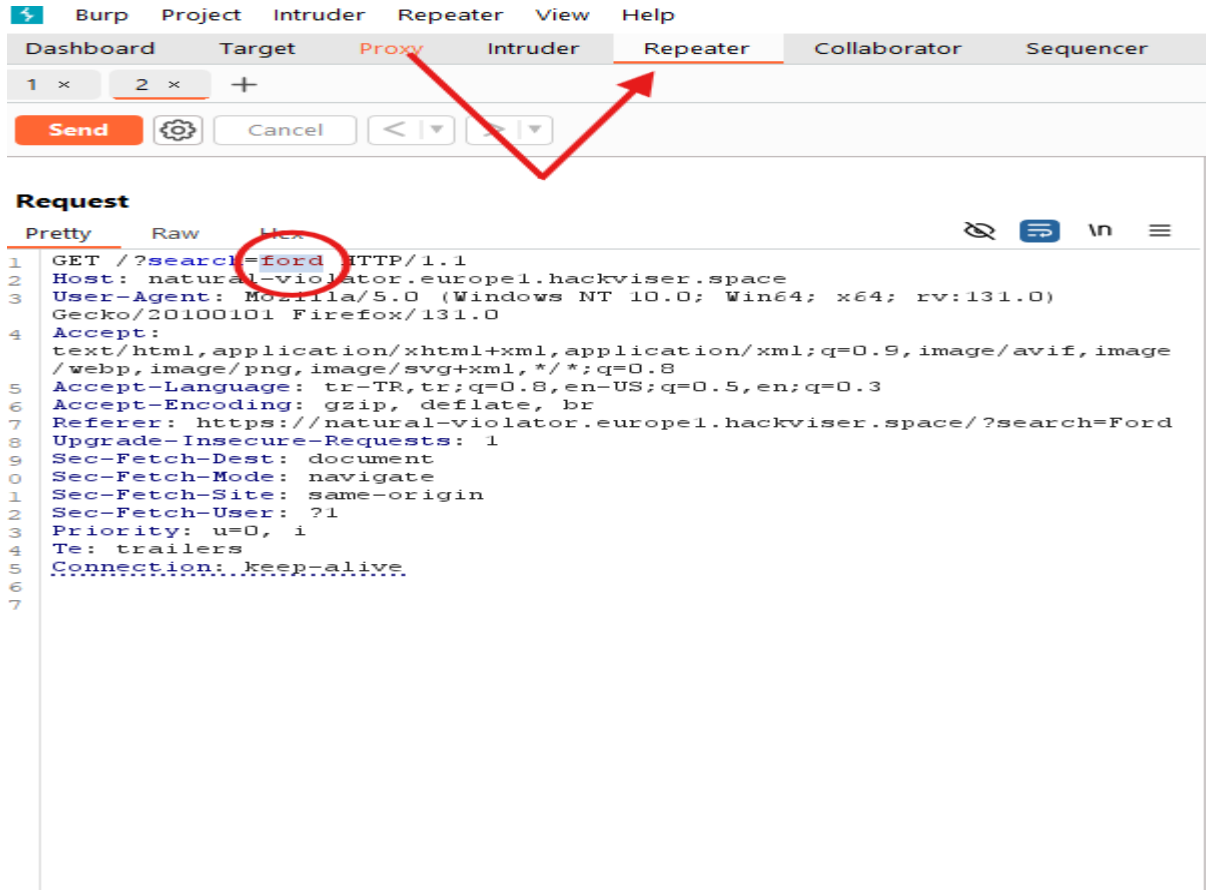 Burp Project Intruder Repeater View Help
Dashboard Target Proxy Intruder Repeater Collaborator Sequencer
1 × 2 × +
Send Cancel < >
Request
Pretty Raw Hex \n
1 GET /?search=ford HTTP/1.1
2 Host: natural-violator.europe1.hackviser.space
3 User-Agent: Mozilla/5.0 (Windows NT 10.0; Win64; x64; rv:131.0)
Gecko/20100101 Firefox/131.0
4 Accept:
text/html,application/xhtml+xml,application/xml;q=0.9,image/avif,image
/webp,image/png,image/svg+xml,*/*;q=0.8
5 Accept-Language: tr-TR,tr;q=0.8,en-US;q=0.5,en;q=0.3
6 Accept-Encoding: gzip, deflate, br
7 Referer: https://natural-violator.europe1.hackviser.space/?search=Ford
8 Upgrade-Insecure-Requests: 1
9 Sec-Fetch-Dest: document
0 Sec-Fetch-Mode: navigate
1 Sec-Fetch-Site: same-origin
2 Sec-Fetch-User: ?1
3 Priority: u=0, i
4 Te: trailers
5 Connection: keep-alive
6
7